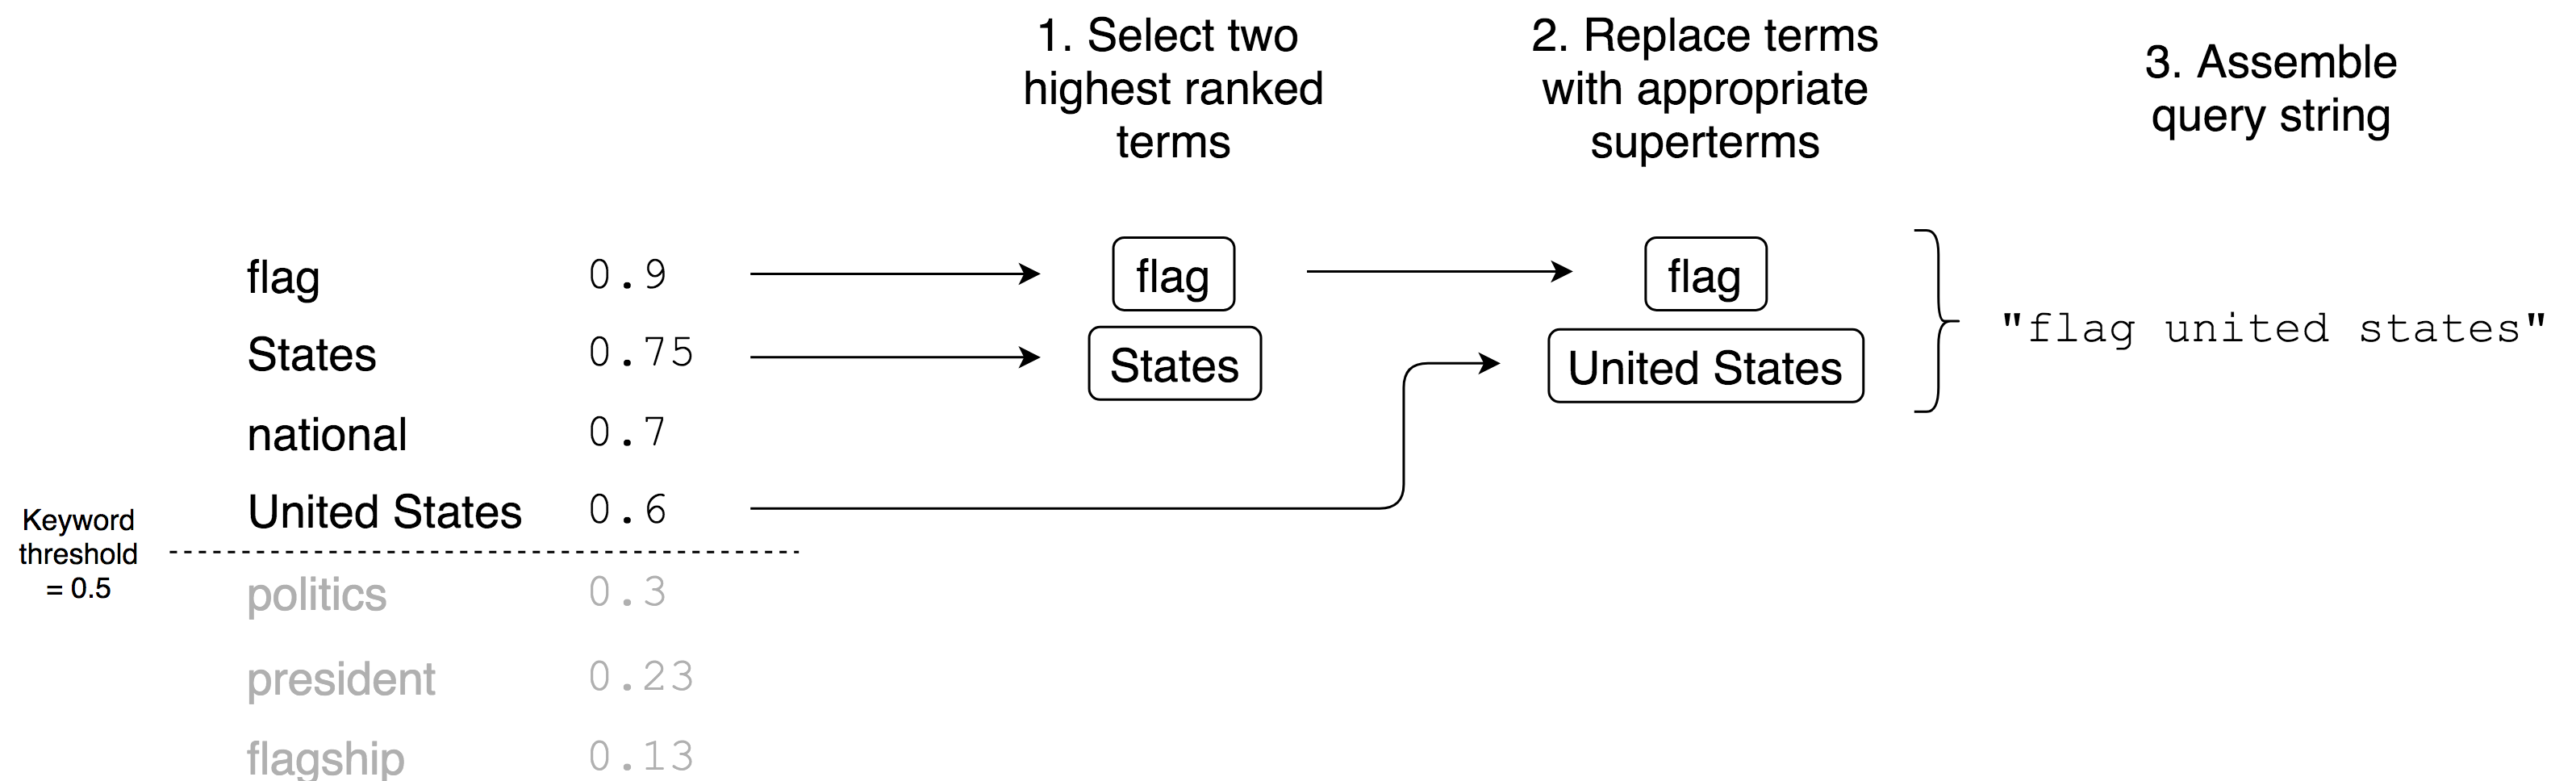 1. Select two
highest ranked
terms
2. Replace terms
with appropriate
superterms
3. Assemble
query string
flag 0.9
States 0.75
national 0.7
United States 0.6
Keyword
threshold
= 0.5
politics 0.3
president 0.23
flagship 0.13
flag
States
flag
United States
"flag united states"